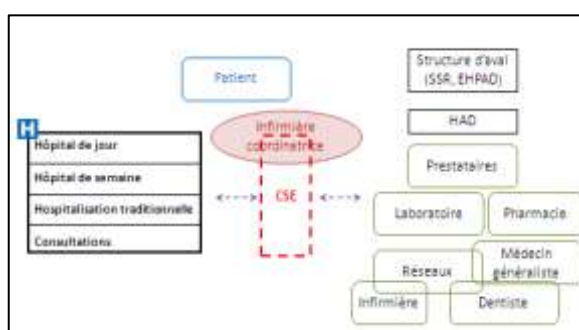 Patient
Structure d'aval
(SSR, EHPAD)
Infirmière
coordinatrice
HAD
H
Hôpital de jour
Hôpital de semaine
Hospitalisation traditionnelle
Consultations
CSE
Prestataires
Laboratoire
Pharmacie
Médecin
généraliste
Réseaux
Infirmière
Dentiste